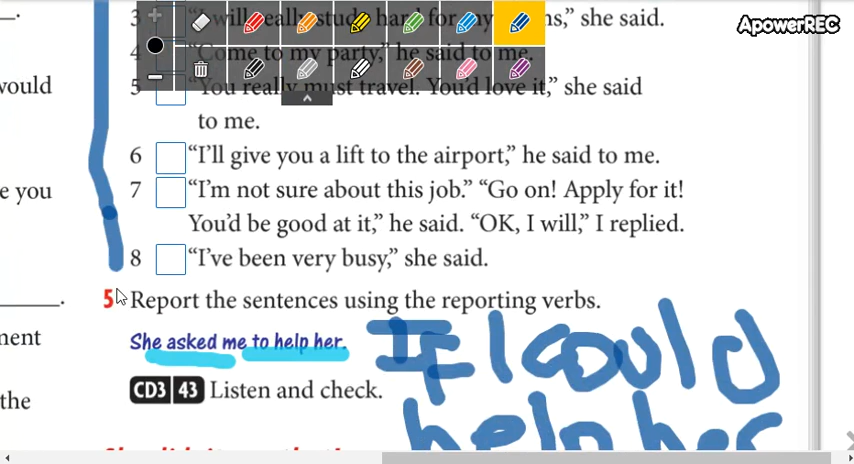 3 "I will really study hard for my ns," she said.
ApowerREC
4 "Come to my party," he said to me.
vould
5 "You really must travel. You'd love it," she said
to me.
6 "I'll give you a lift to the airport," he said to me.
e you
7 "I'm not sure about this job." "Go on! Apply for it!
You'd be good at it," he said. "OK, I will," I replied.
8 "I've been very busy," she said.
5 Report the sentences using the reporting verbs.
nent
She asked me to help her.
If I could
the
CD3 43 Listen and check.
help her